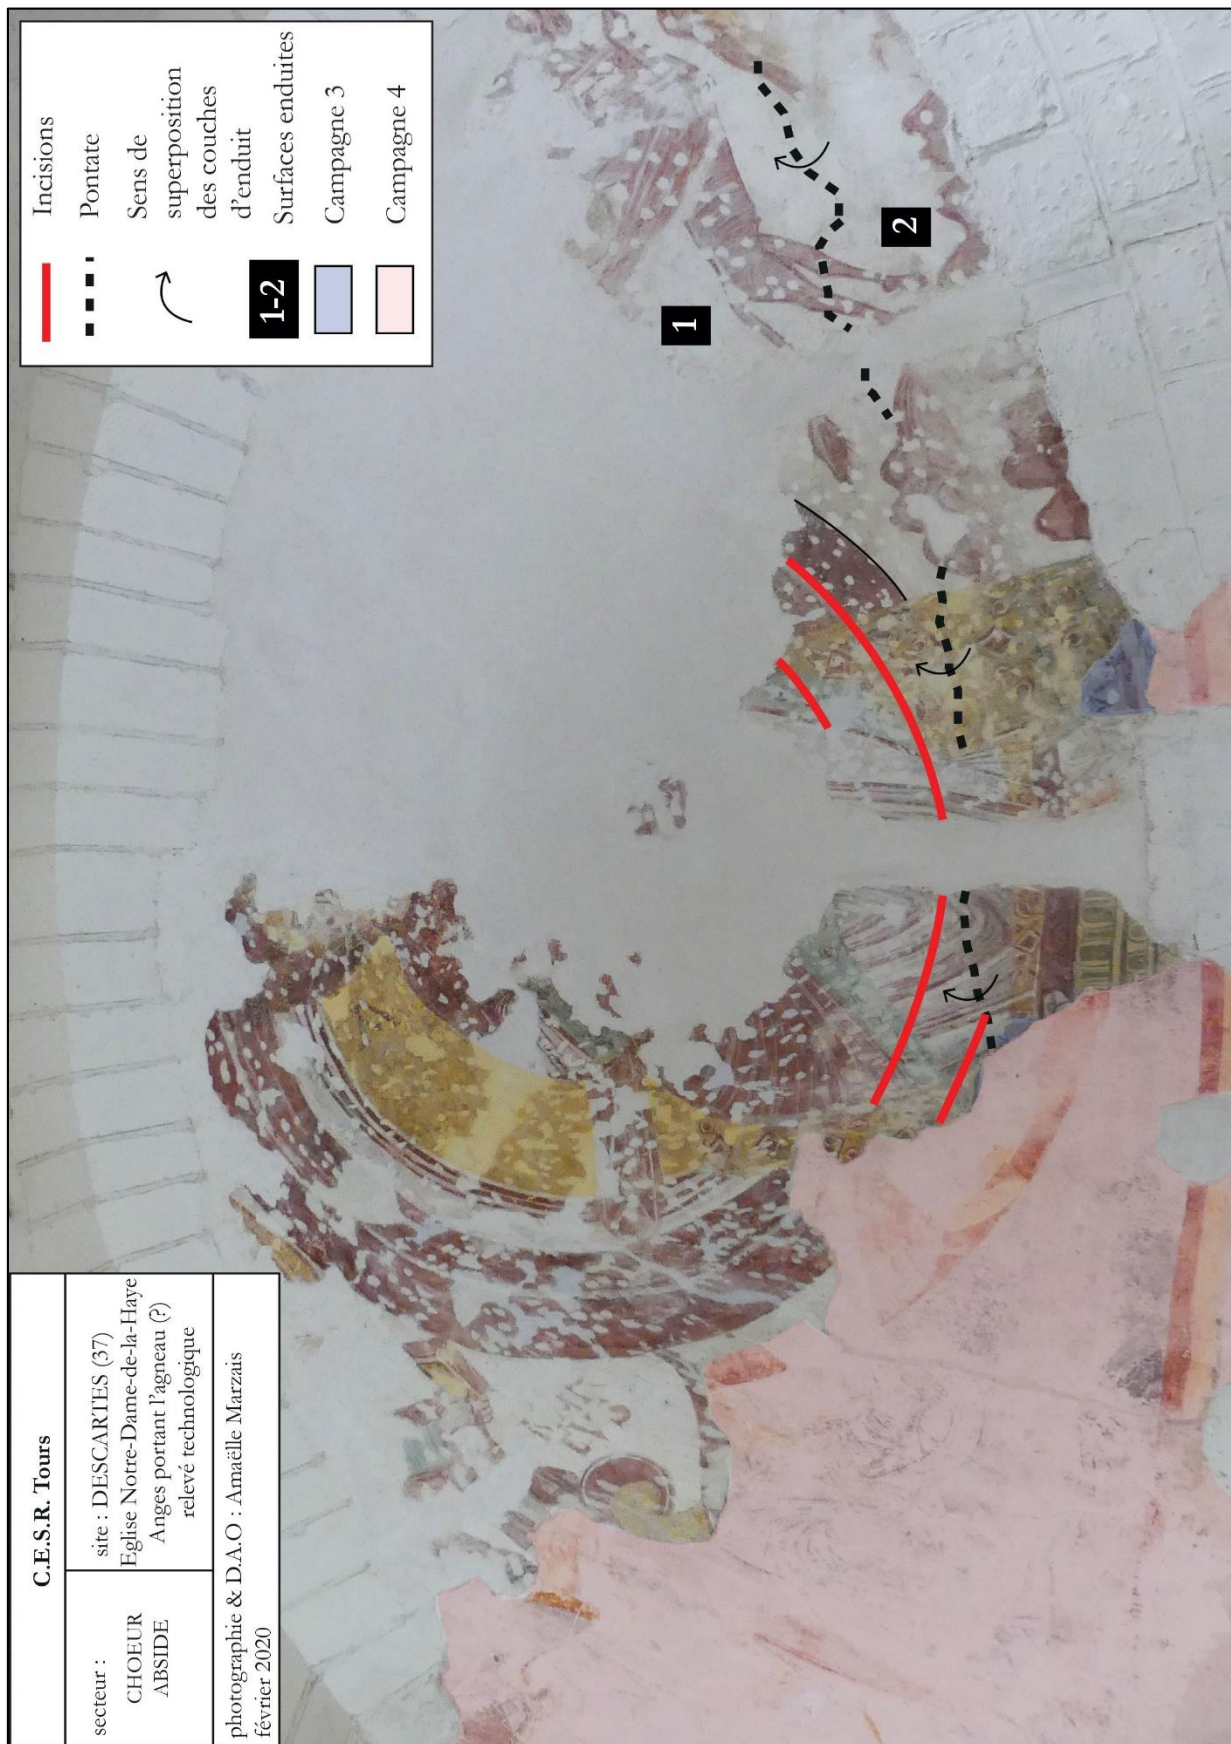 C.E.S.R. Tours
secteur :
CHOEUR
ABSIDE
site : DESCARTES (37)
Eglise Notre-Dame-de-la-Haye
Anges portant l'agneau (?)
relevé technologique
photographie & D.A.O : Amaëlle Marzais
février 2020
Incisions
Pontate
Sens de
superposition
des couches
d'enduit
1-2 Surfaces enduites
Campagne 3
Campagne 4
1
2